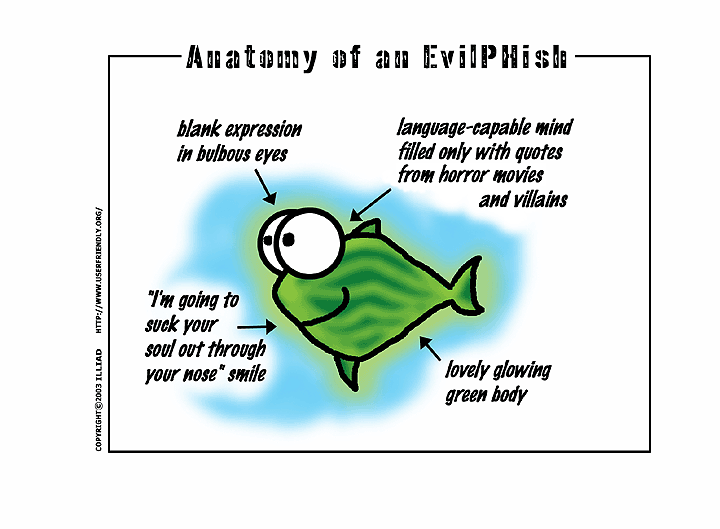 Anatomy of an EvilPHish
blank expression
in bulbous eyes
language-capable mind
filled only with quotes
from horror movies
and villains
"I'm going to
suck your
soul out through
your nose" smile
lovely glowing
green body
COPYRIGHT © 2003 ILLIAD HTTP://WWW.USERFRIENDLY.ORG/